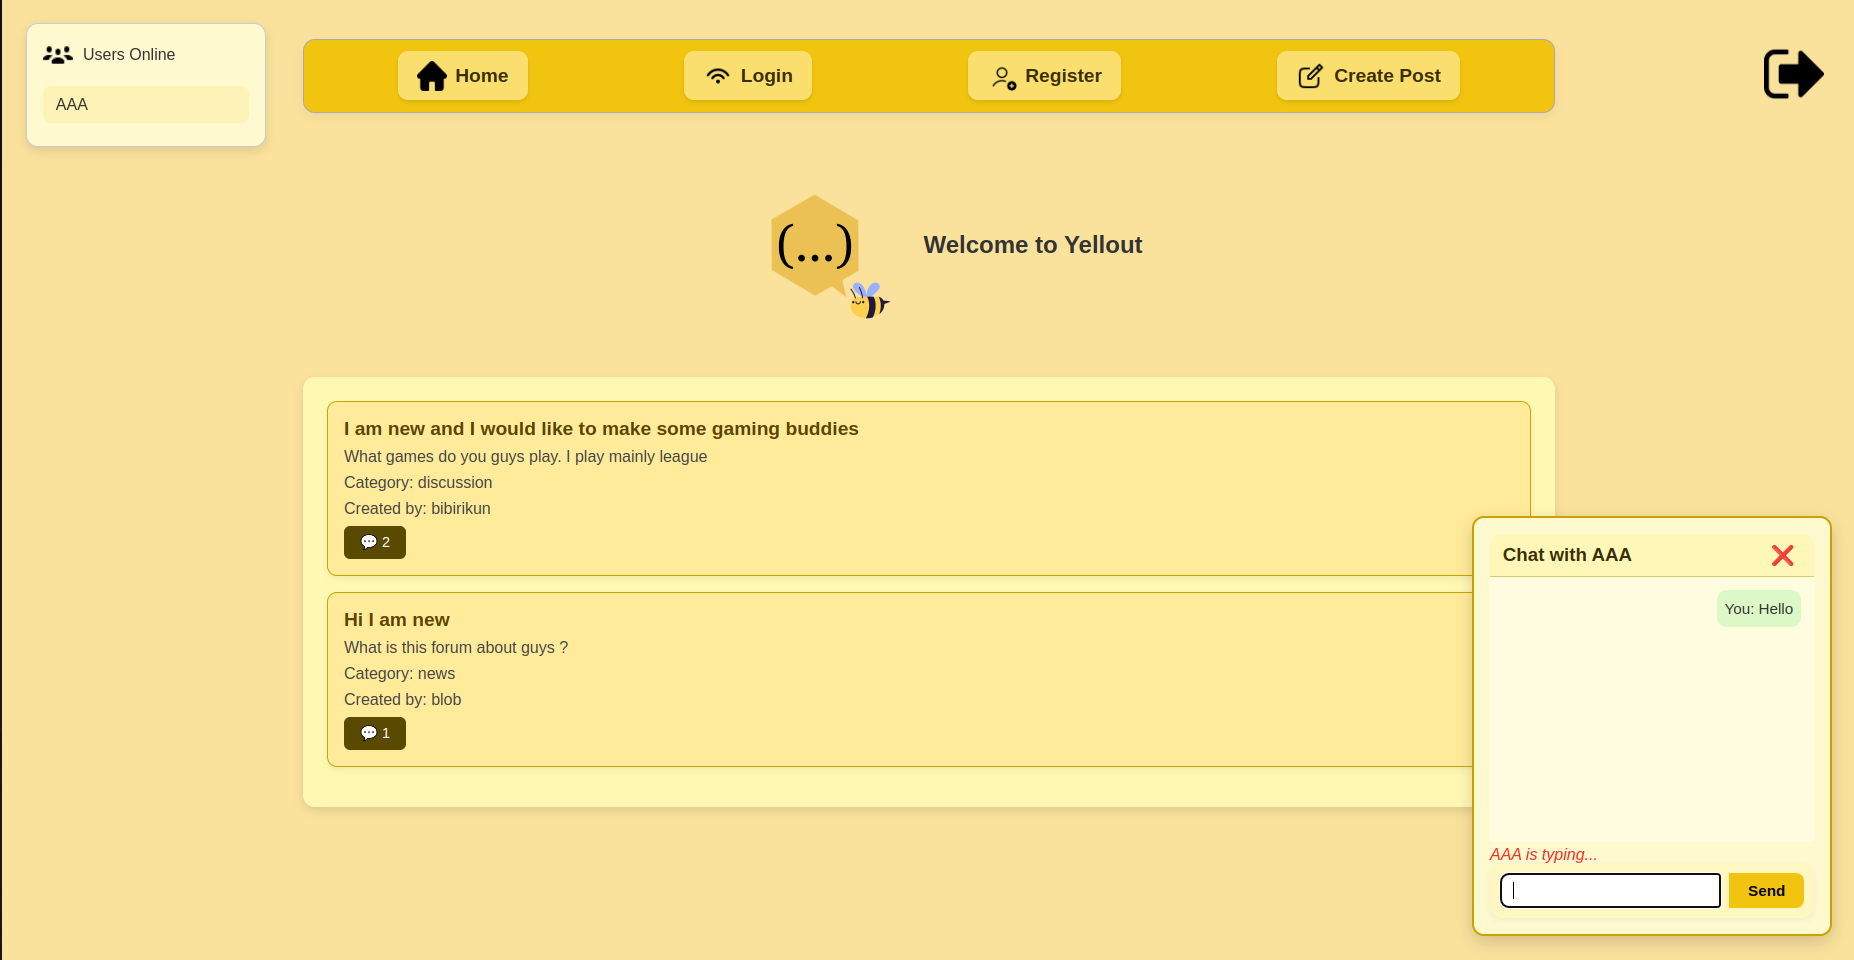 Users Online
AAA
Home
Login
Register
Create Post
(...)
Welcome to Yellout
I am new and I would like to make some gaming buddies
What games do you guys play. I play mainly league
Category: discussion
Created by: bibirikun
💬 2
Hi I am new
What is this forum about guys ?
Category: news
Created by: blob
💬 1
Chat with AAA
You: Hello
AAA is typing...
Send